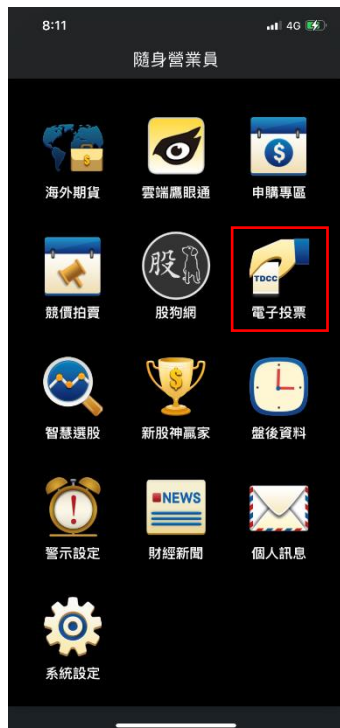 8:11
4G
隨身營業員
$
$
海外期貨
雲端鷹眼通
申購專區
股
TDCC
競價拍賣
股狗網
電子投票
$
智慧選股
新股神贏家
盤後資料
!
NEWS
警示設定
財經新聞
個人訊息
系統設定